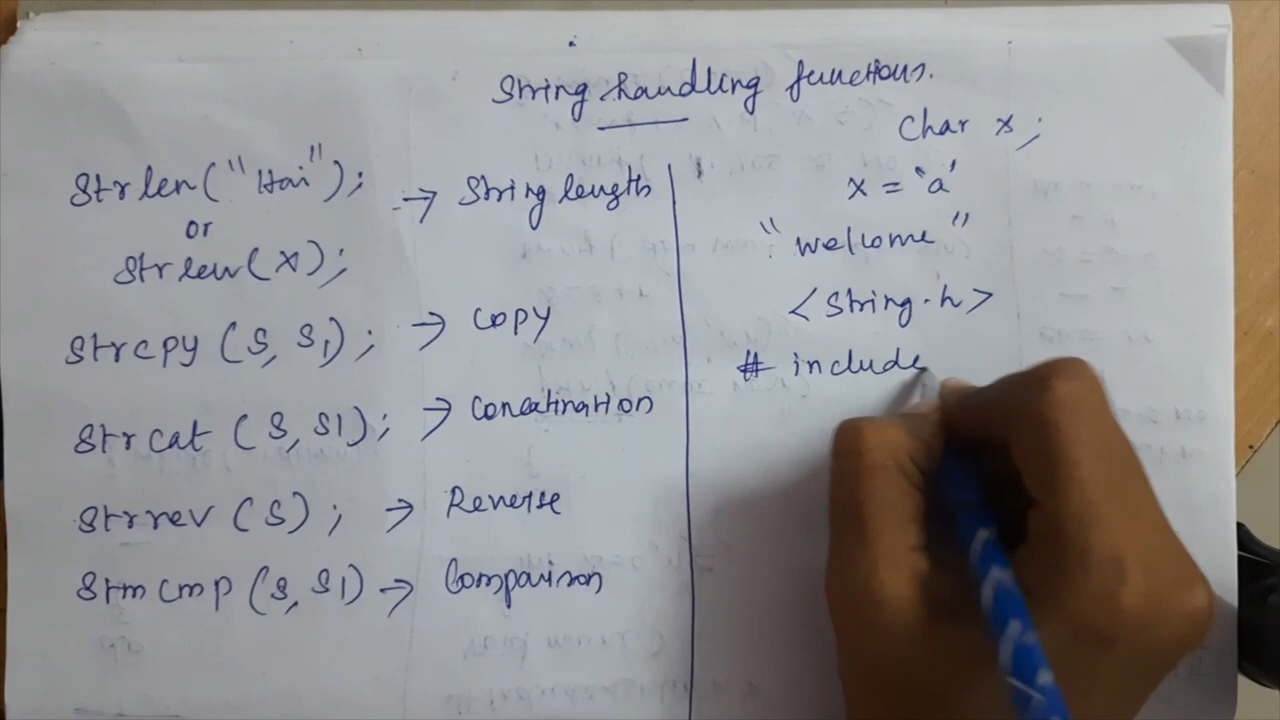 String handling functions.
Strlen("Hai"); → String length
or
Strlen(x);
Strcpy (S, S1); → copy
Strcat (S, S1); → Concatination
Strrev (S); → Reverse
Strmcmp (S, S1) → Comparison
Char x;
x = 'a'
"welcome"
<String.h>
# include